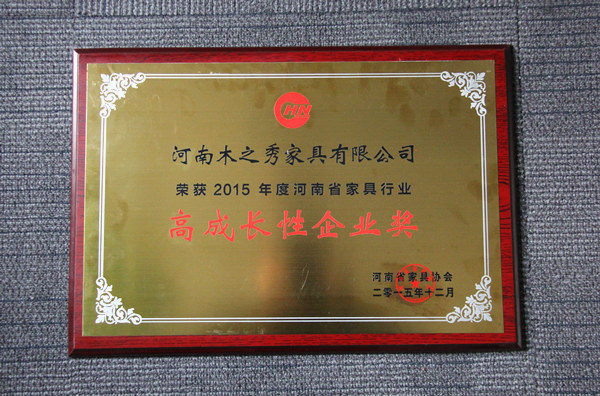 河南木之秀家具有限公司
荣获 2015 年度河南省家具行业
高成长性企业奖
河南省家具协会
二零一五年十二月